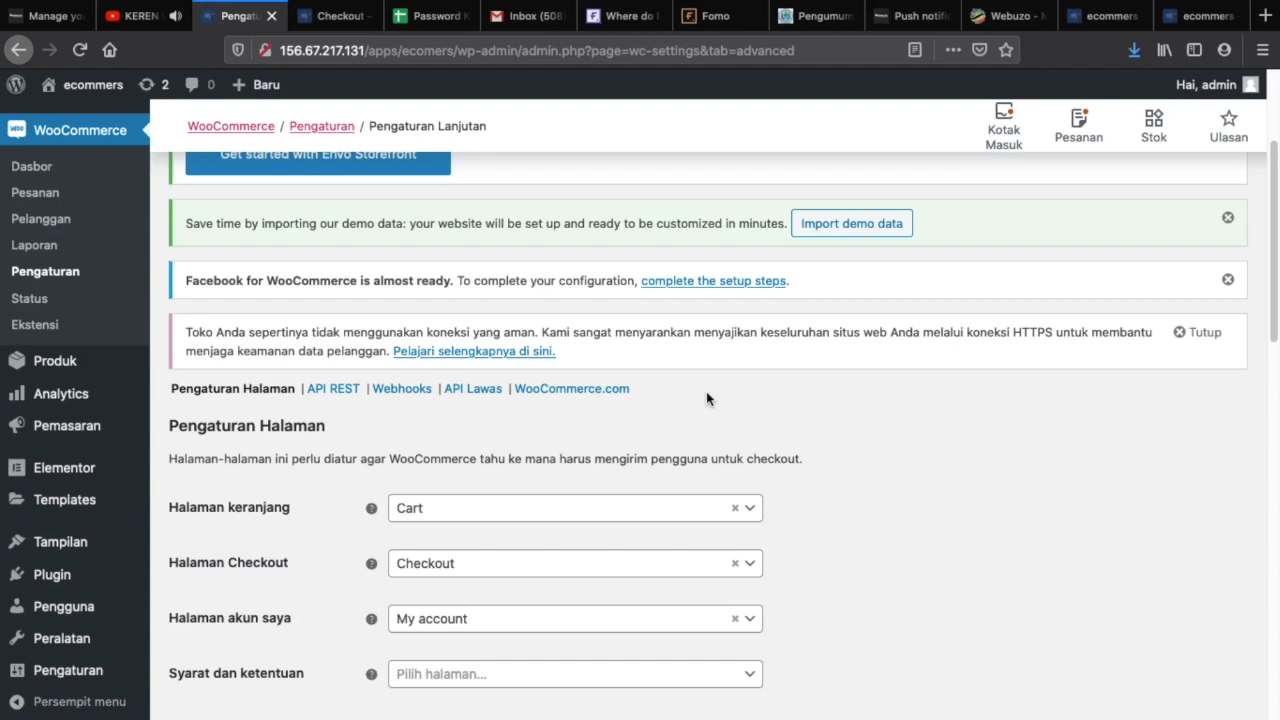 Manage you
KEREN
Pengatu
Checkout -
Password K
Inbox (508
Where do I
Fomo
Pengumum
Push notific
Webuzo - M
ecommers
ecommers
156.67.217.131/apps/ecomers/wp-admin/admin.php?page=wc-settings&tab=advanced
ecommers
2
0
Baru
Hai, admin
WooCommerce
WooCommerce / Pengaturan / Pengaturan Lanjutan
Kotak
Masuk
Pesanan
Stok
Ulasan
Dasbor
Pesanan
Pelanggan
Laporan
Pengaturan
Status
Ekstensi
Produk
Analytics
Pemasaran
Elementor
Templates
Tampilan
Plugin
Pengguna
Peralatan
Pengaturan
Persempit menu
Get started with Envo Storefront
Save time by importing our demo data: your website will be set up and ready to be customized in minutes. Import demo data
Facebook for WooCommerce is almost ready. To complete your configuration, complete the setup steps.
Toko Anda sepertinya tidak menggunakan koneksi yang aman. Kami sangat menyarankan menyajikan keseluruhan situs web Anda melalui koneksi HTTPS untuk membantu
menjaga keamanan data pelanggan. Pelajari selengkapnya di sini.
Tutup
Pengaturan Halaman | API REST | Webhooks | API Lawas | WooCommerce.com
Pengaturan Halaman
Halaman-halaman ini perlu diatur agar WooCommerce tahu ke mana harus mengirim pengguna untuk checkout.
Halaman keranjang
Cart
Halaman Checkout
Checkout
Halaman akun saya
My account
Syarat dan ketentuan
Pilih halaman...